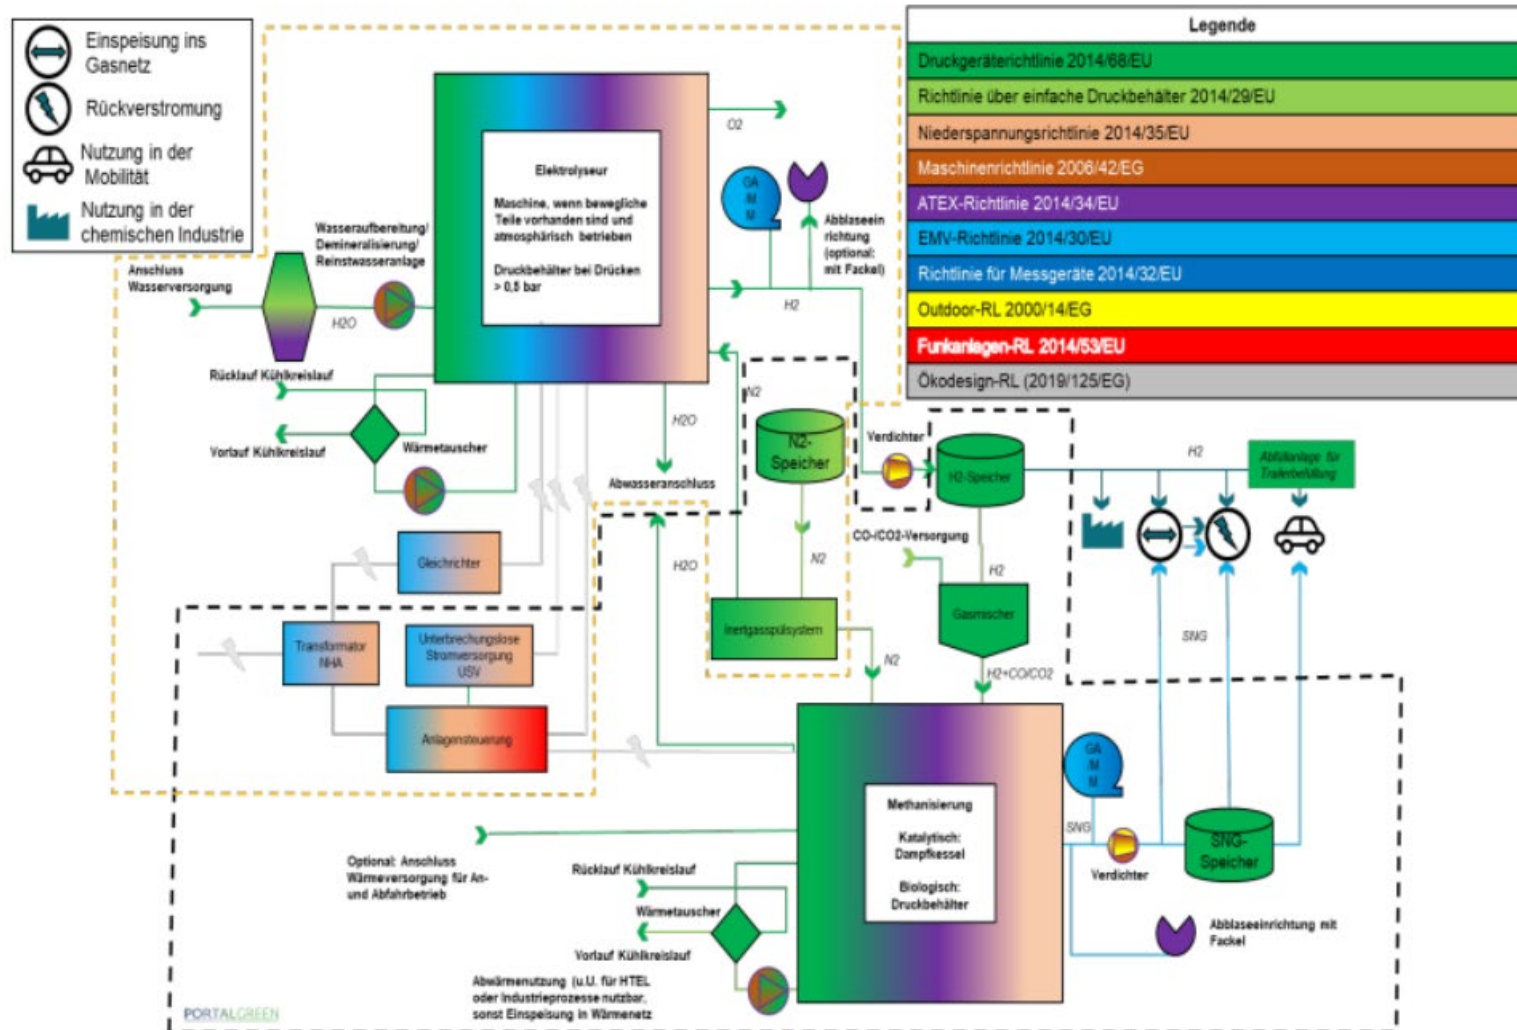 Einspeisung ins
Gasnetz
Rückverstromung
Nutzung in der
Mobilität
Nutzung in der
chemischen Industrie
Legende
Druckgeräterichtlinie 2014/68/EU
Richtlinie über einfache Druckbehälter 2014/29/EU
Niederspannungsrichtlinie 2014/35/EU
Maschinenrichtlinie 2006/42/EG
ATEX-Richtlinie 2014/34/EU
EMV-Richtlinie 2014/30/EU
Richtlinie für Messgeräte 2014/32/EU
Outdoor-RL 2000/14/EG
Funkanlagen-RL 2014/53/EU
Ökodesign-RL (2019/125/EG)
Elektrolyseur
Maschine, wenn bewegliche
Teile vorhanden sind und
atmosphärisch betrieben
Druckbehälter bei Drücken
> 0,5 bar
O2
GA
/M
M
Abblaseein
richtung
(optional:
mit Fackel)
H2
Wasseraufbereitung/
Demineralisierung/
Reinstwasseranlage
Anschluss
Wasserversorgung
H2O
Rücklauf Kühlkreislauf
Vorlauf Kühlkreislauf
Wärmetauscher
H2O
Abwasseranschluss
N2
N2-
Speicher
Verdichter
H2-Speicher
H2
Abfüllanlage für
Trailerbefüllung
CO-/CO2-Versorgung
N2
H2
H2O
Gleichrichter
Transformator
NHA
Unterbrechungslose
Stromversorgung
USV
Anlagensteuerung
Inertgasspülsystem
Gasmischer
N2
H2+CO/CO2
SNG
Methanisierung
Katalytisch:
Dampfkessel
Biologisch:
Druckbehälter
GA
/M
M
SNG
Verdichter
SNG-
Speicher
Abblaseeinrichtung mit
Fackel
Optional: Anschluss
Wärmeversorgung für An-
und Abfahrbetrieb
Rücklauf Kühlkreislauf
Wärmetauscher
Vorlauf Kühlkreislauf
Abwärmenutzung (u.U. für HTEL
oder Industrieprozesse nutzbar,
sonst Einspeisung in Wärmenetz
PORTALGREEN